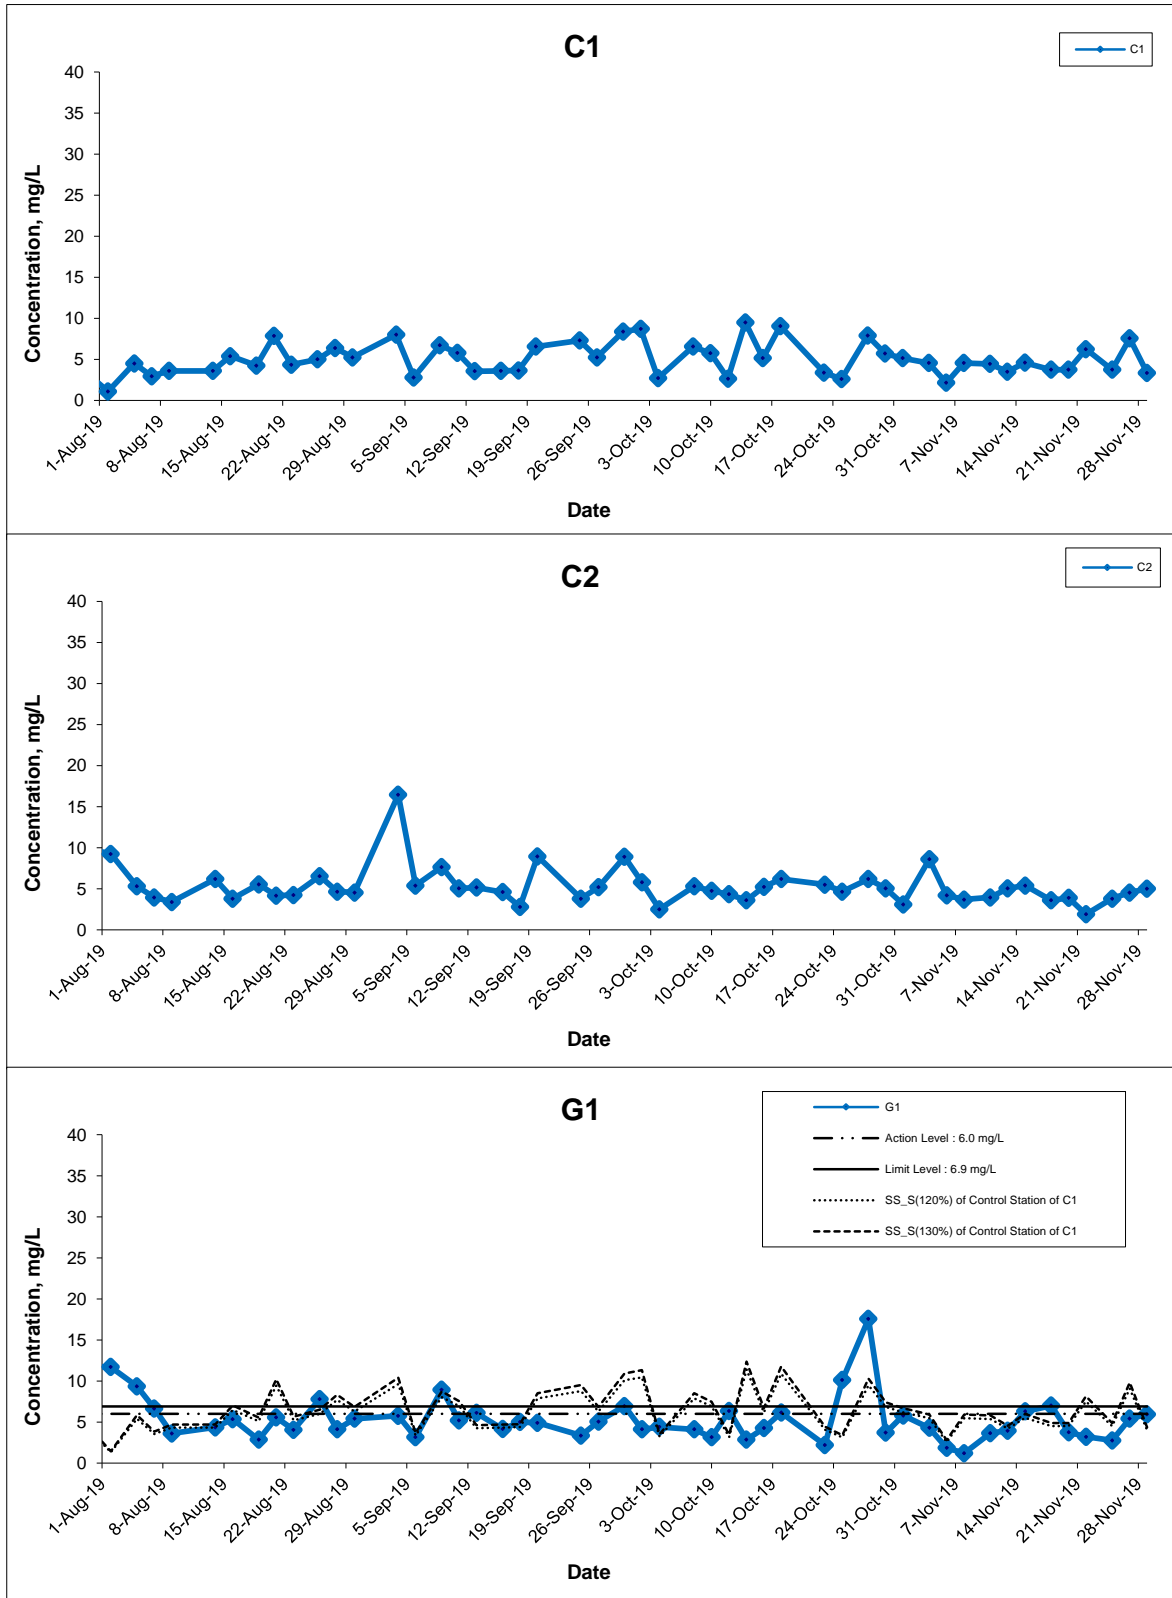 C1
C1
40
35
30
25
20
15
10
5
0
Concentration, mg/L
1-Aug-19
8-Aug-19
15-Aug-19
22-Aug-19
29-Aug-19
5-Sep-19
12-Sep-19
19-Sep-19
26-Sep-19
3-Oct-19
10-Oct-19
17-Oct-19
24-Oct-19
31-Oct-19
7-Nov-19
14-Nov-19
21-Nov-19
28-Nov-19
Date
C2
C2
40
35
30
25
20
15
10
5
0
Concentration, mg/L
1-Aug-19
8-Aug-19
15-Aug-19
22-Aug-19
29-Aug-19
5-Sep-19
12-Sep-19
19-Sep-19
26-Sep-19
3-Oct-19
10-Oct-19
17-Oct-19
24-Oct-19
31-Oct-19
7-Nov-19
14-Nov-19
21-Nov-19
28-Nov-19
Date
G1
G1
Action Level : 6.0 mg/L
Limit Level : 6.9 mg/L
SS_S(120%) of Control Station of C1
SS_S(130%) of Control Station of C1
40
35
30
25
20
15
10
5
0
Concentration, mg/L
1-Aug-19
8-Aug-19
15-Aug-19
22-Aug-19
29-Aug-19
5-Sep-19
12-Sep-19
19-Sep-19
26-Sep-19
3-Oct-19
10-Oct-19
17-Oct-19
24-Oct-19
31-Oct-19
7-Nov-19
14-Nov-19
21-Nov-19
28-Nov-19
Date